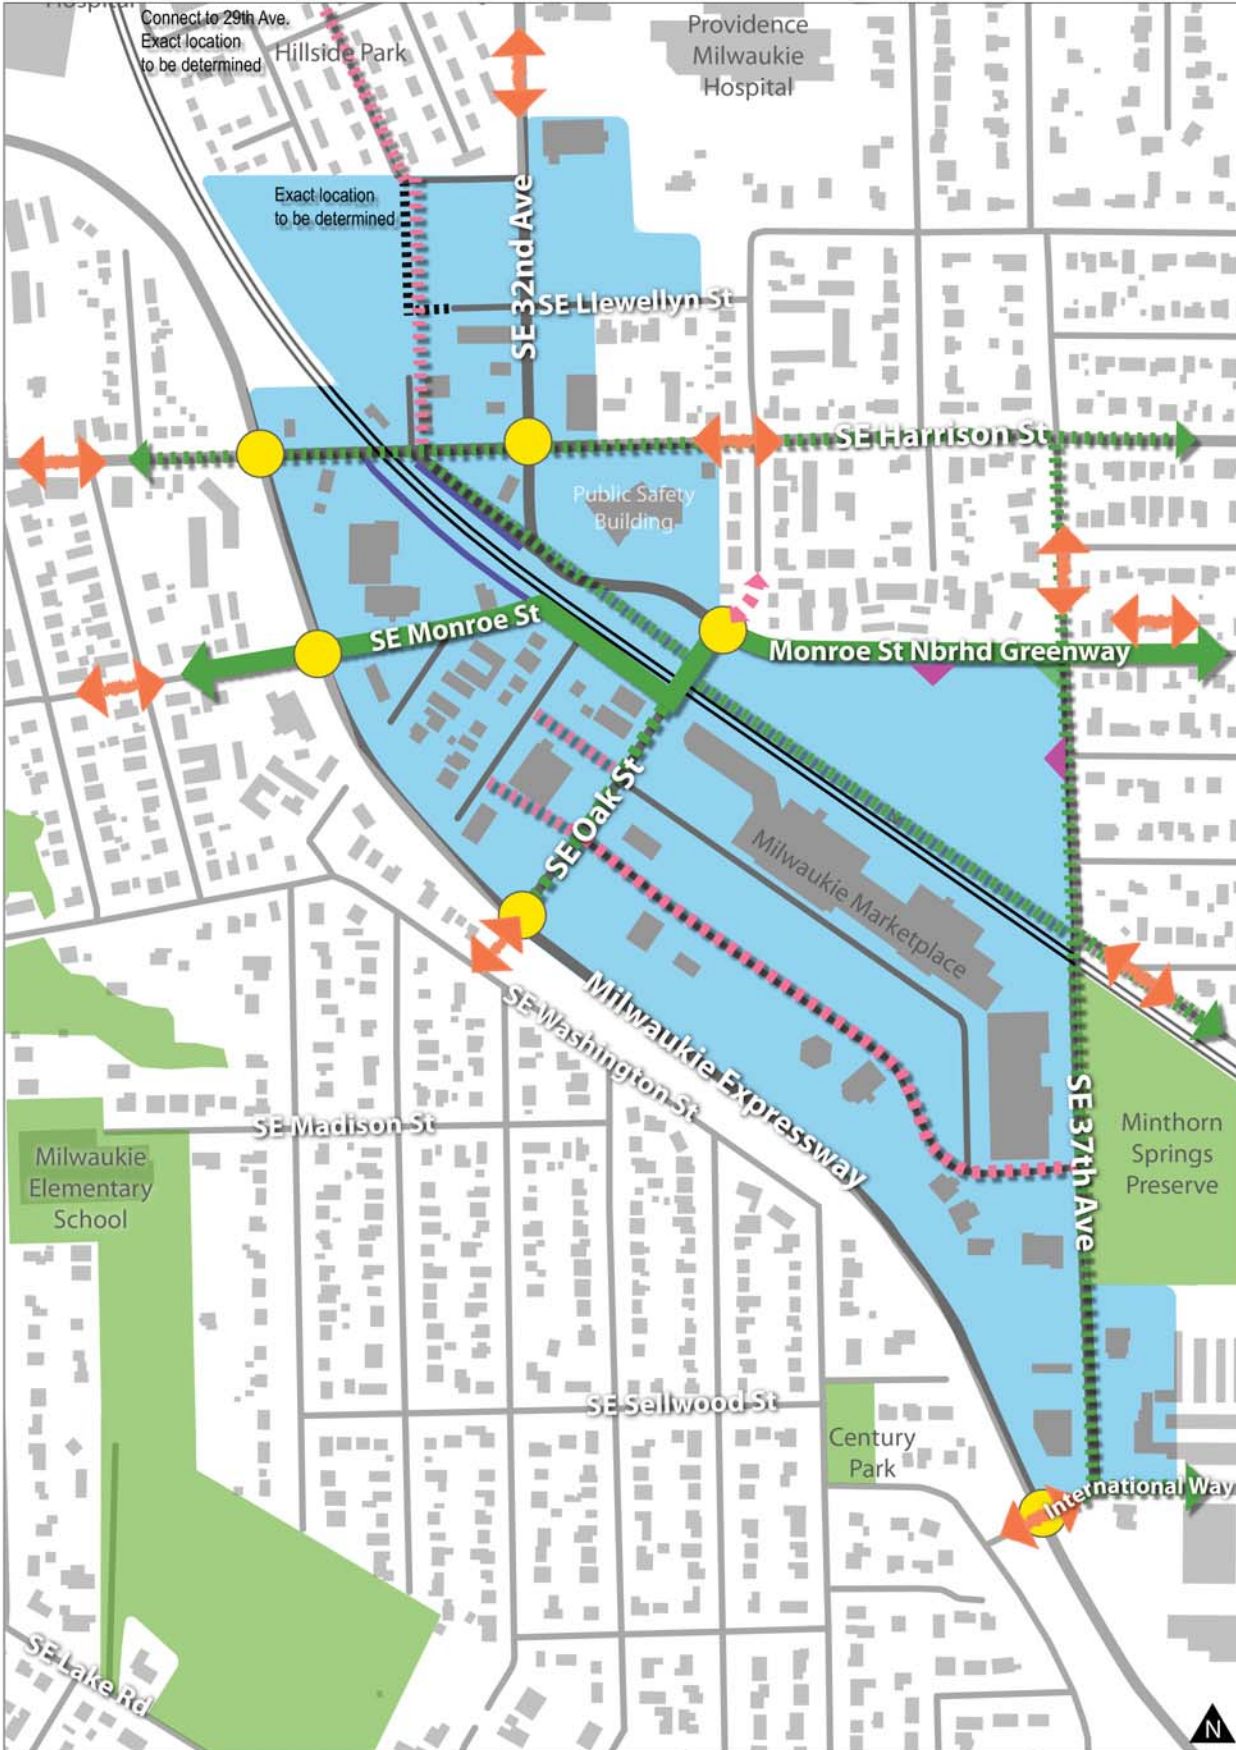 Hospital
Connect to 29th Ave.
Exact location
to be determined
Hillside Park
Providence
Milwaukie
Hospital
Exact location
to be determined
SE 32nd Ave
SE Llewellyn St
SE Harrison St
Public Safety
Building
SE Monroe St
Monroe St Nbrhd Greenway
SE Oak St
Milwaukie Marketplace
Milwaukie Expressway
SE Washington St
SE Madison St
SE 37th Ave
Minthorn
Springs
Preserve
Milwaukie
Elementary
School
SE Sellwood St
Century
Park
International Way
SE Lake Rd
N